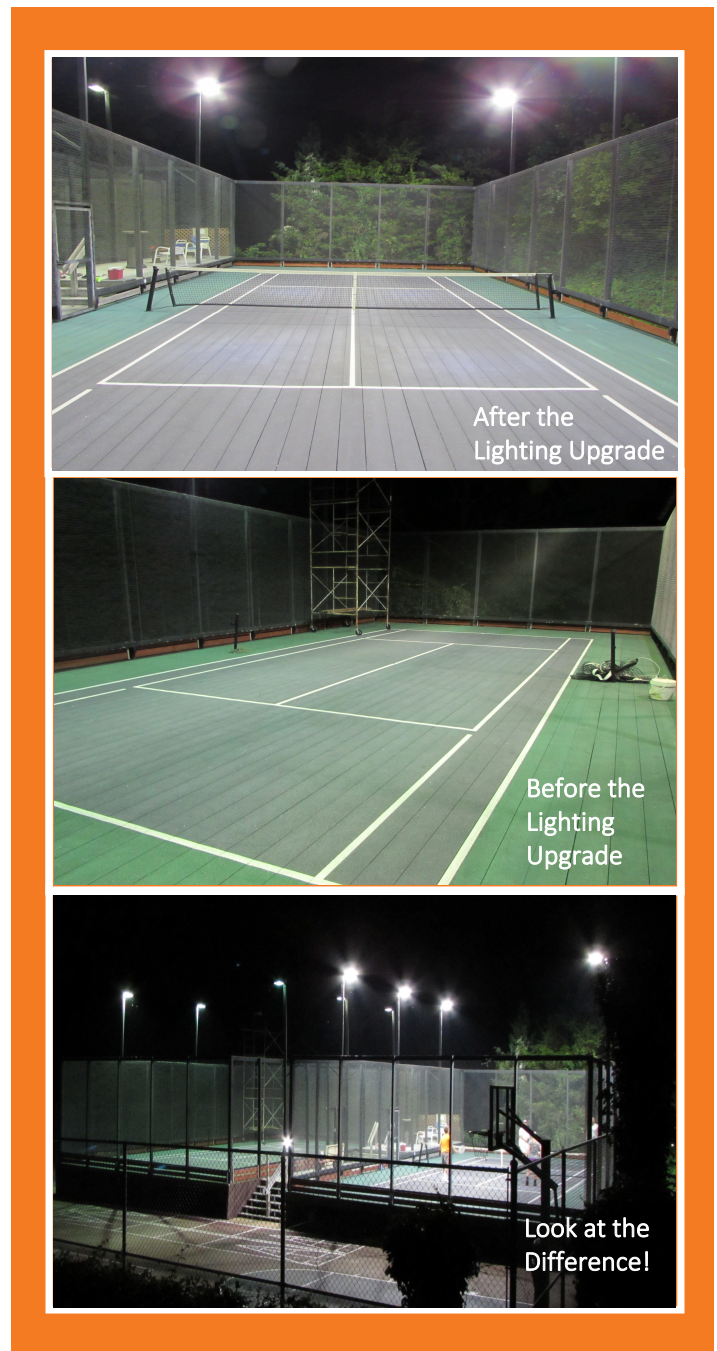 After the
Lighting Upgrade
Before the
Lighting
Upgrade
Look at the
Difference!